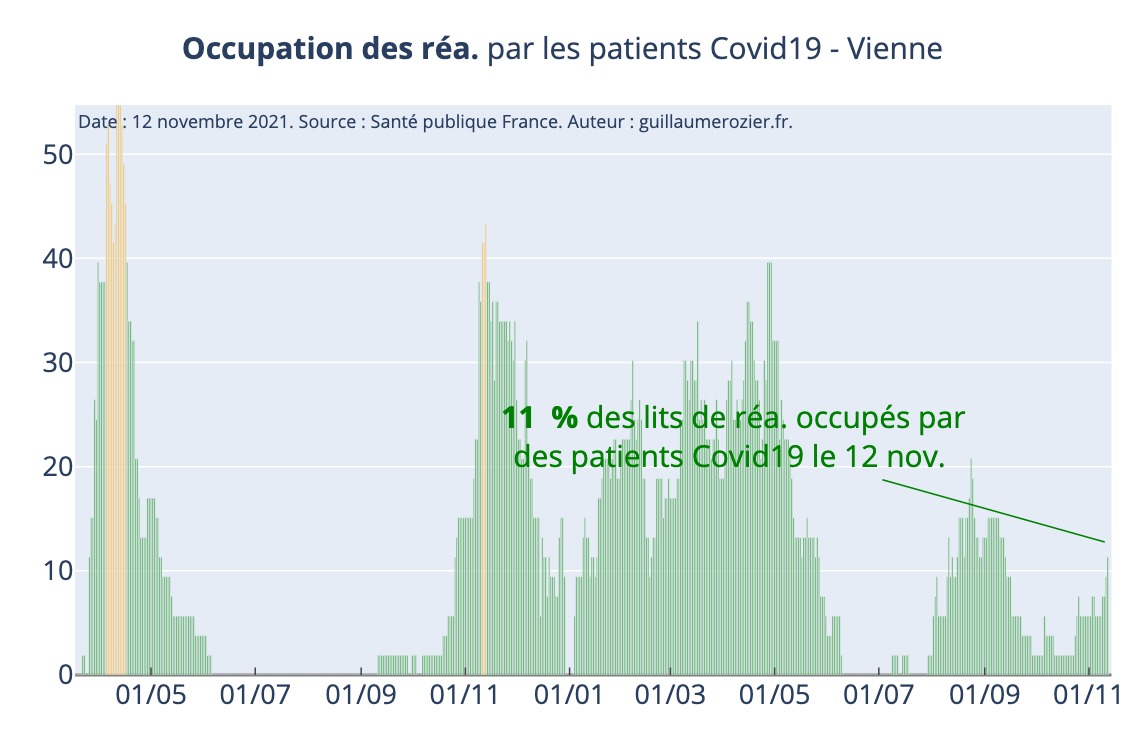 Occupation des réa. par les patients Covid19 - Vienne
Date : 12 novembre 2021. Source : Santé publique France. Auteur : guillaumerozier.fr.
50
40
30
11 % des lits de réa. occupés par
des patients Covid19 le 12 nov.
20
10
0
01/05 01/07 01/09 01/11 01/01 01/03 01/05 01/07 01/09 01/11